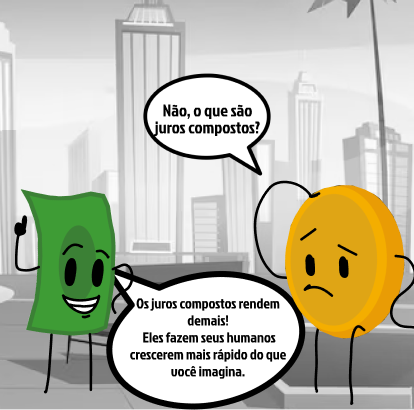 Não, o que são
juros compostos?
Os juros compostos rendem
demais!
Eles fazem seus humanos
crescerem mais rápido do que
você imagina.